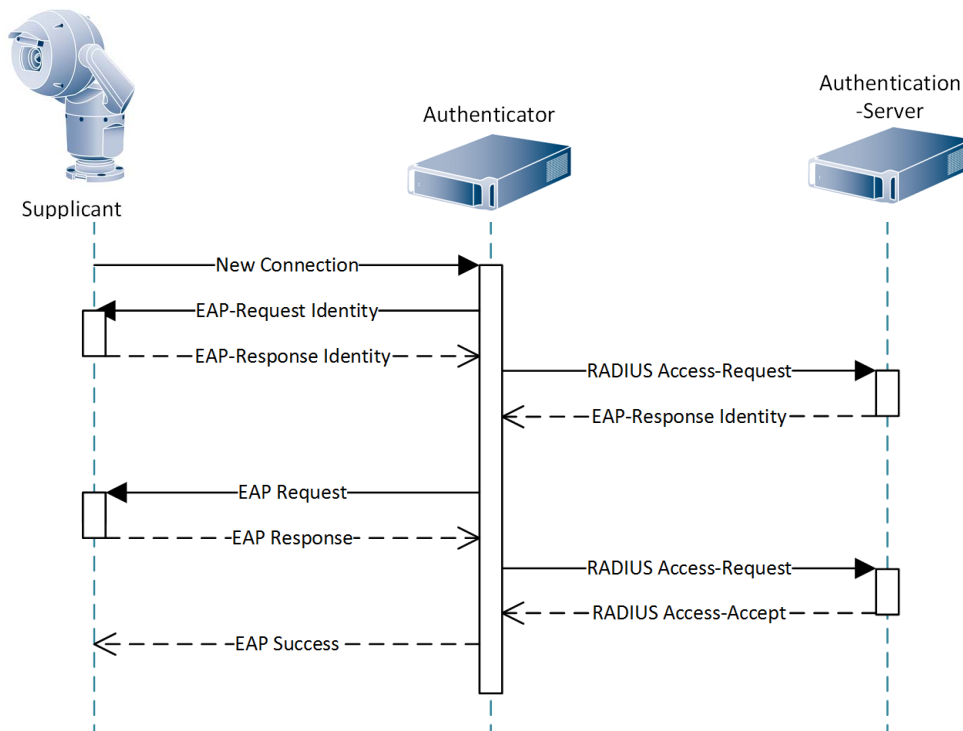 Authentication
-Server
Authenticator
Supplicant
New Connection
EAP-Request Identity
EAP-Response Identity
RADIUS Access-Request
EAP-Response Identity
EAP Request
EAP Response
RADIUS Access-Request
RADIUS Access-Accept
EAP Success